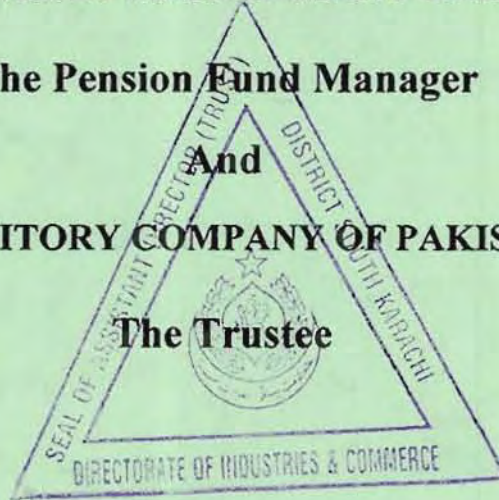 he Pension Fund Manager
And
ITORY COMPANY OF PAKIS
The Trustee
SEAL OF ASSISTANT DIRECTOR (TRUST)
DISTRICT SOUTH KARACHI
DIRECTORATE OF INDUSTRIES & COMMERCE